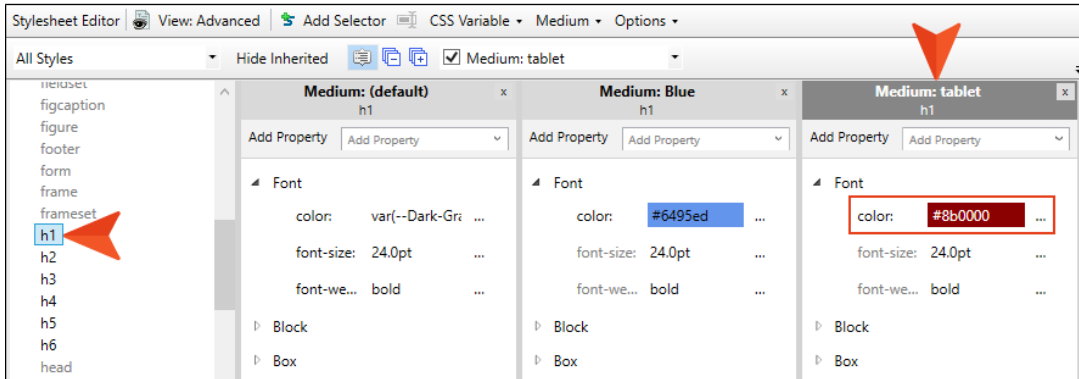 Stylesheet Editor View: Advanced Add Selector CSS Variable Medium Options
All Styles Hide Inherited Medium: tablet
fieldset
figcaption
figure
footer
form
frame
frameset
h1
h2
h3
h4
h5
h6
head
Medium: (default) x
h1
Add Property Add Property
Font
color: var(--Dark-Gra ...
font-size: 24.0pt ...
font-we... bold ...
Block
Box
Medium: Blue x
h1
Add Property Add Property
Font
color: #6495ed ...
font-size: 24.0pt ...
font-we... bold ...
Block
Box
Medium: tablet x
h1
Add Property Add Property
Font
color: #8b0000 ...
font-size: 24.0pt ...
font-we... bold ...
Block
Box